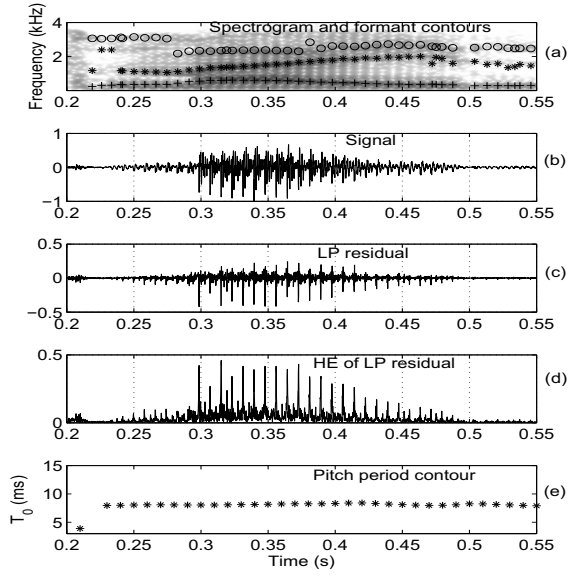 Spectrogram and formant contours
Frequency (kHz)
4
2
0
(a)
0.2 0.25 0.3 0.35 0.4 0.45 0.5 0.55
Signal
1
0
−1
(b)
0.2 0.25 0.3 0.35 0.4 0.45 0.5 0.55
LP residual
0.5
0
−0.5
(c)
0.2 0.25 0.3 0.35 0.4 0.45 0.5 0.55
HE of LP residual
0.5
0
(d)
0.2 0.25 0.3 0.35 0.4 0.45 0.5 0.55
Pitch period contour
T0 (ms)
15
10
5
(e)
0.2 0.25 0.3 0.35 0.4 0.45 0.5 0.55
Time (s)